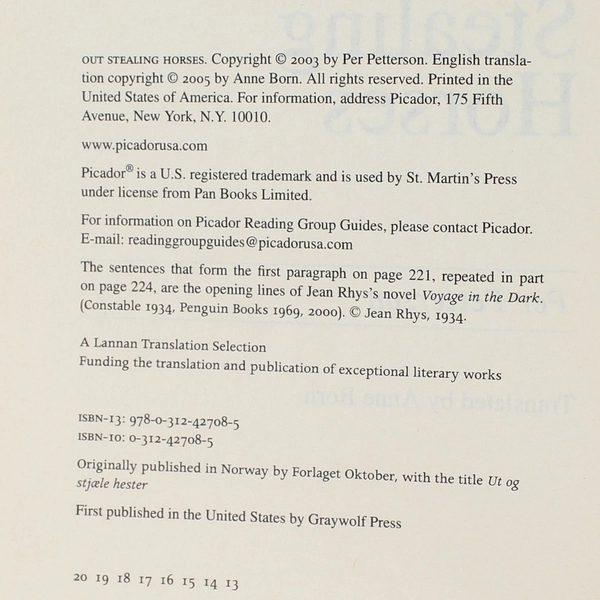 OUT STEALING HORSES. Copyright © 2003 by Per Petterson. English transla-
tion copyright © 2005 by Anne Born. All rights reserved. Printed in the
United States of America. For information, address Picador, 175 Fifth
Avenue, New York, N.Y. 10010.
www.picadorusa.com
Picador® is a U.S. registered trademark and is used by St. Martin's Press
under license from Pan Books Limited.
For information on Picador Reading Group Guides, please contact Picador.
E-mail: readinggroupguides@picadorusa.com
The sentences that form the first paragraph on page 221, repeated in part
on page 224, are the opening lines of Jean Rhys's novel Voyage in the Dark.
(Constable 1934, Penguin Books 1969, 2000). © Jean Rhys, 1934.
A Lannan Translation Selection
Funding the translation and publication of exceptional literary works
ISBN-13: 978-0-312-42708-5
ISBN-10: 0-312-42708-5
Originally published in Norway by Forlaget Oktober, with the title Ut og
stjæle hester
First published in the United States by Graywolf Press
20 19 18 17 16 15 14 13